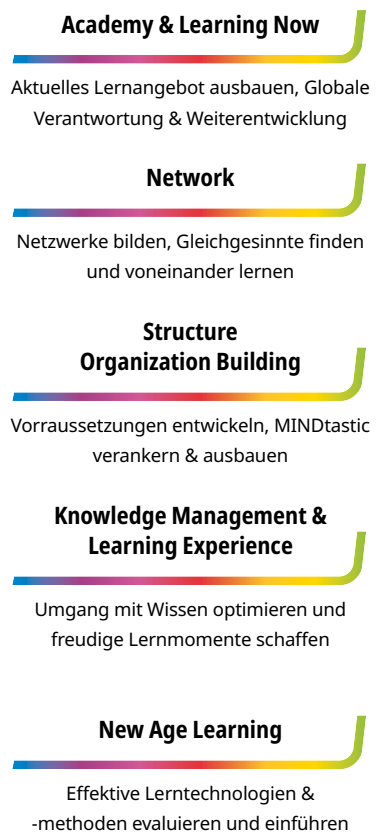 Academy & Learning Now
Aktuelles Lernangebot ausbauen, Globale
Verantwortung & Weiterentwicklung
Network
Netzwerke bilden, Gleichgesinnte finden
und voneinander lernen
Structure
Organization Building
Vorraussetzungen entwickeln, MINDtastic
verankern & ausbauen
Knowledge Management &
Learning Experience
Umgang mit Wissen optimieren und
freudige Lernmomente schaffen
New Age Learning
Effektive Lerntechnologien &
-methoden evaluieren und einführen